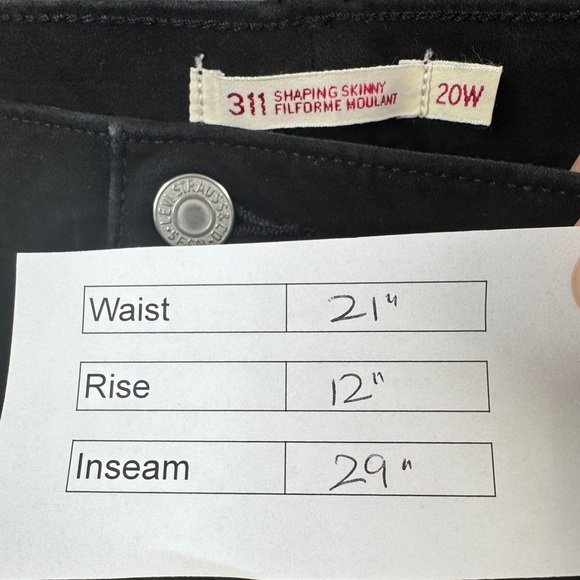 311 SHAPING SKINNY
FILFORME MOULANT
20W
LEVI STRAUSS & CO
Waist 21"
Rise 12"
Inseam 29"